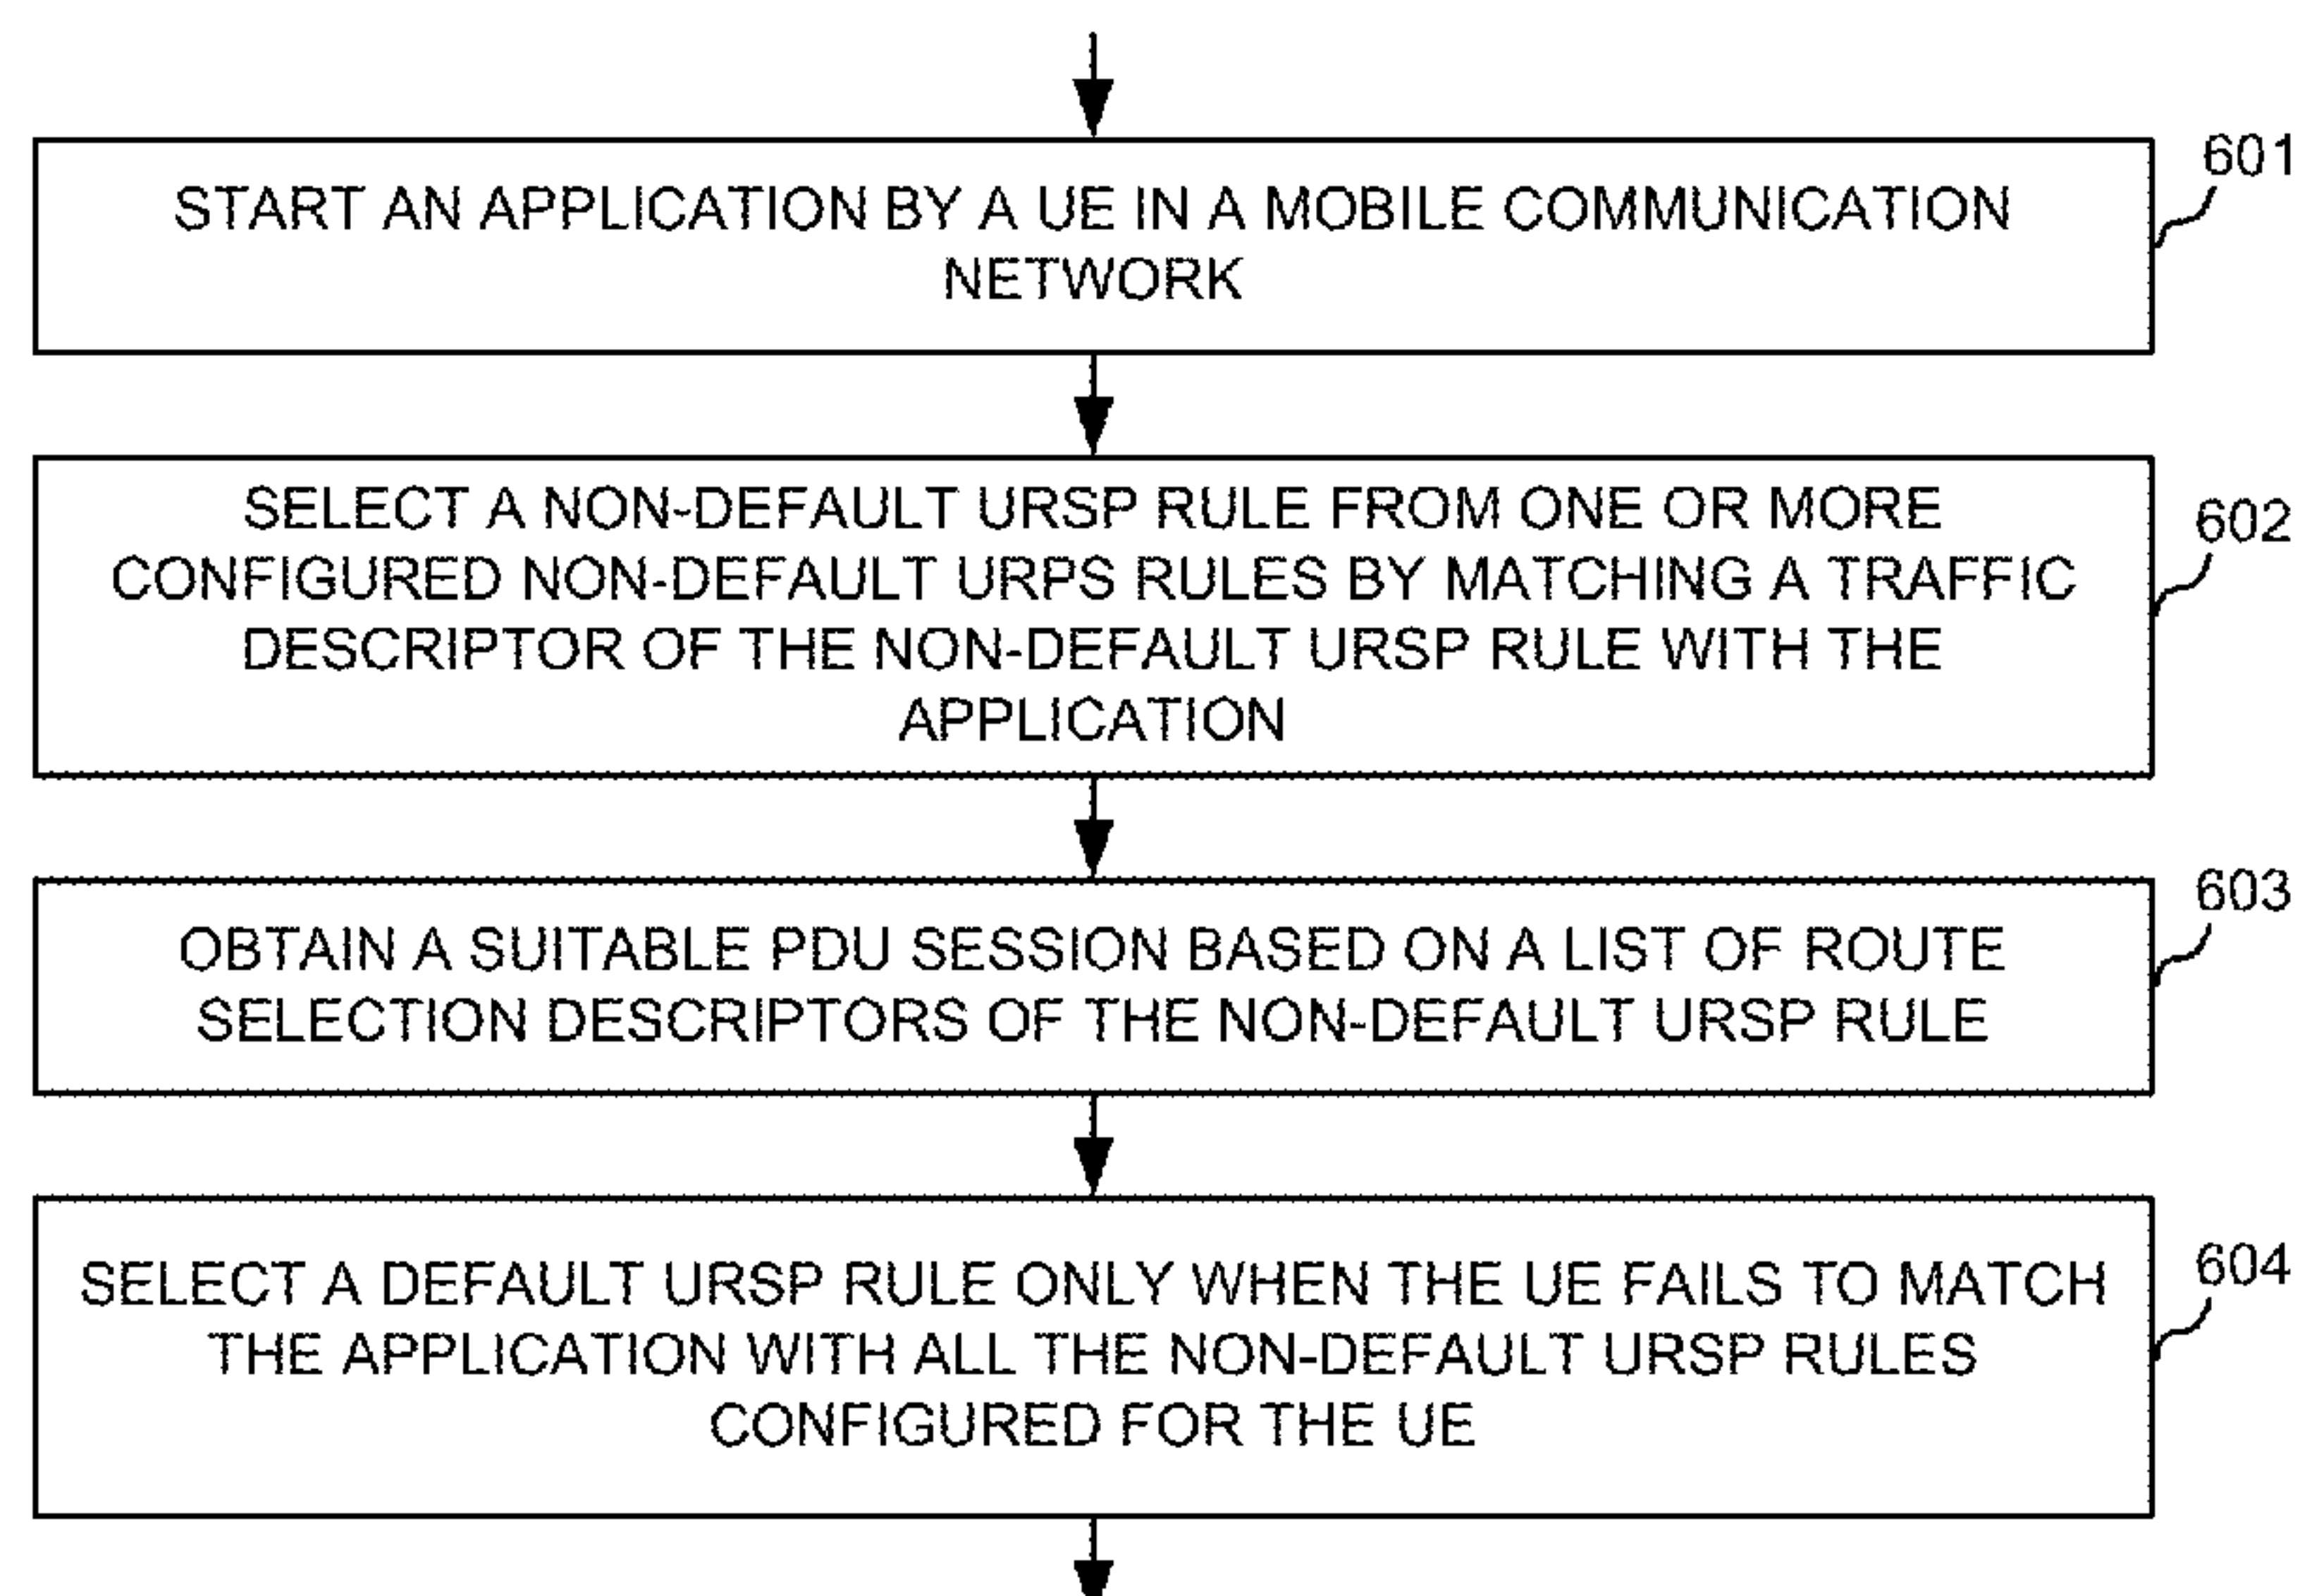 START AN APPLICATION BY A UE IN A MOBILE COMMUNICATION
NETWORK
601
SELECT A NON-DEFAULT URSP RULE FROM ONE OR MORE
CONFIGURED NON-DEFAULT URPS RULES BY MATCHING A TRAFFIC
DESCRIPTOR OF THE NON-DEFAULT URSP RULE WITH THE
APPLICATION
602
OBTAIN A SUITABLE PDU SESSION BASED ON A LIST OF ROUTE
SELECTION DESCRIPTORS OF THE NON-DEFAULT URSP RULE
603
SELECT A DEFAULT URSP RULE ONLY WHEN THE UE FAILS TO MATCH
THE APPLICATION WITH ALL THE NON-DEFAULT URSP RULES
CONFIGURED FOR THE UE
604